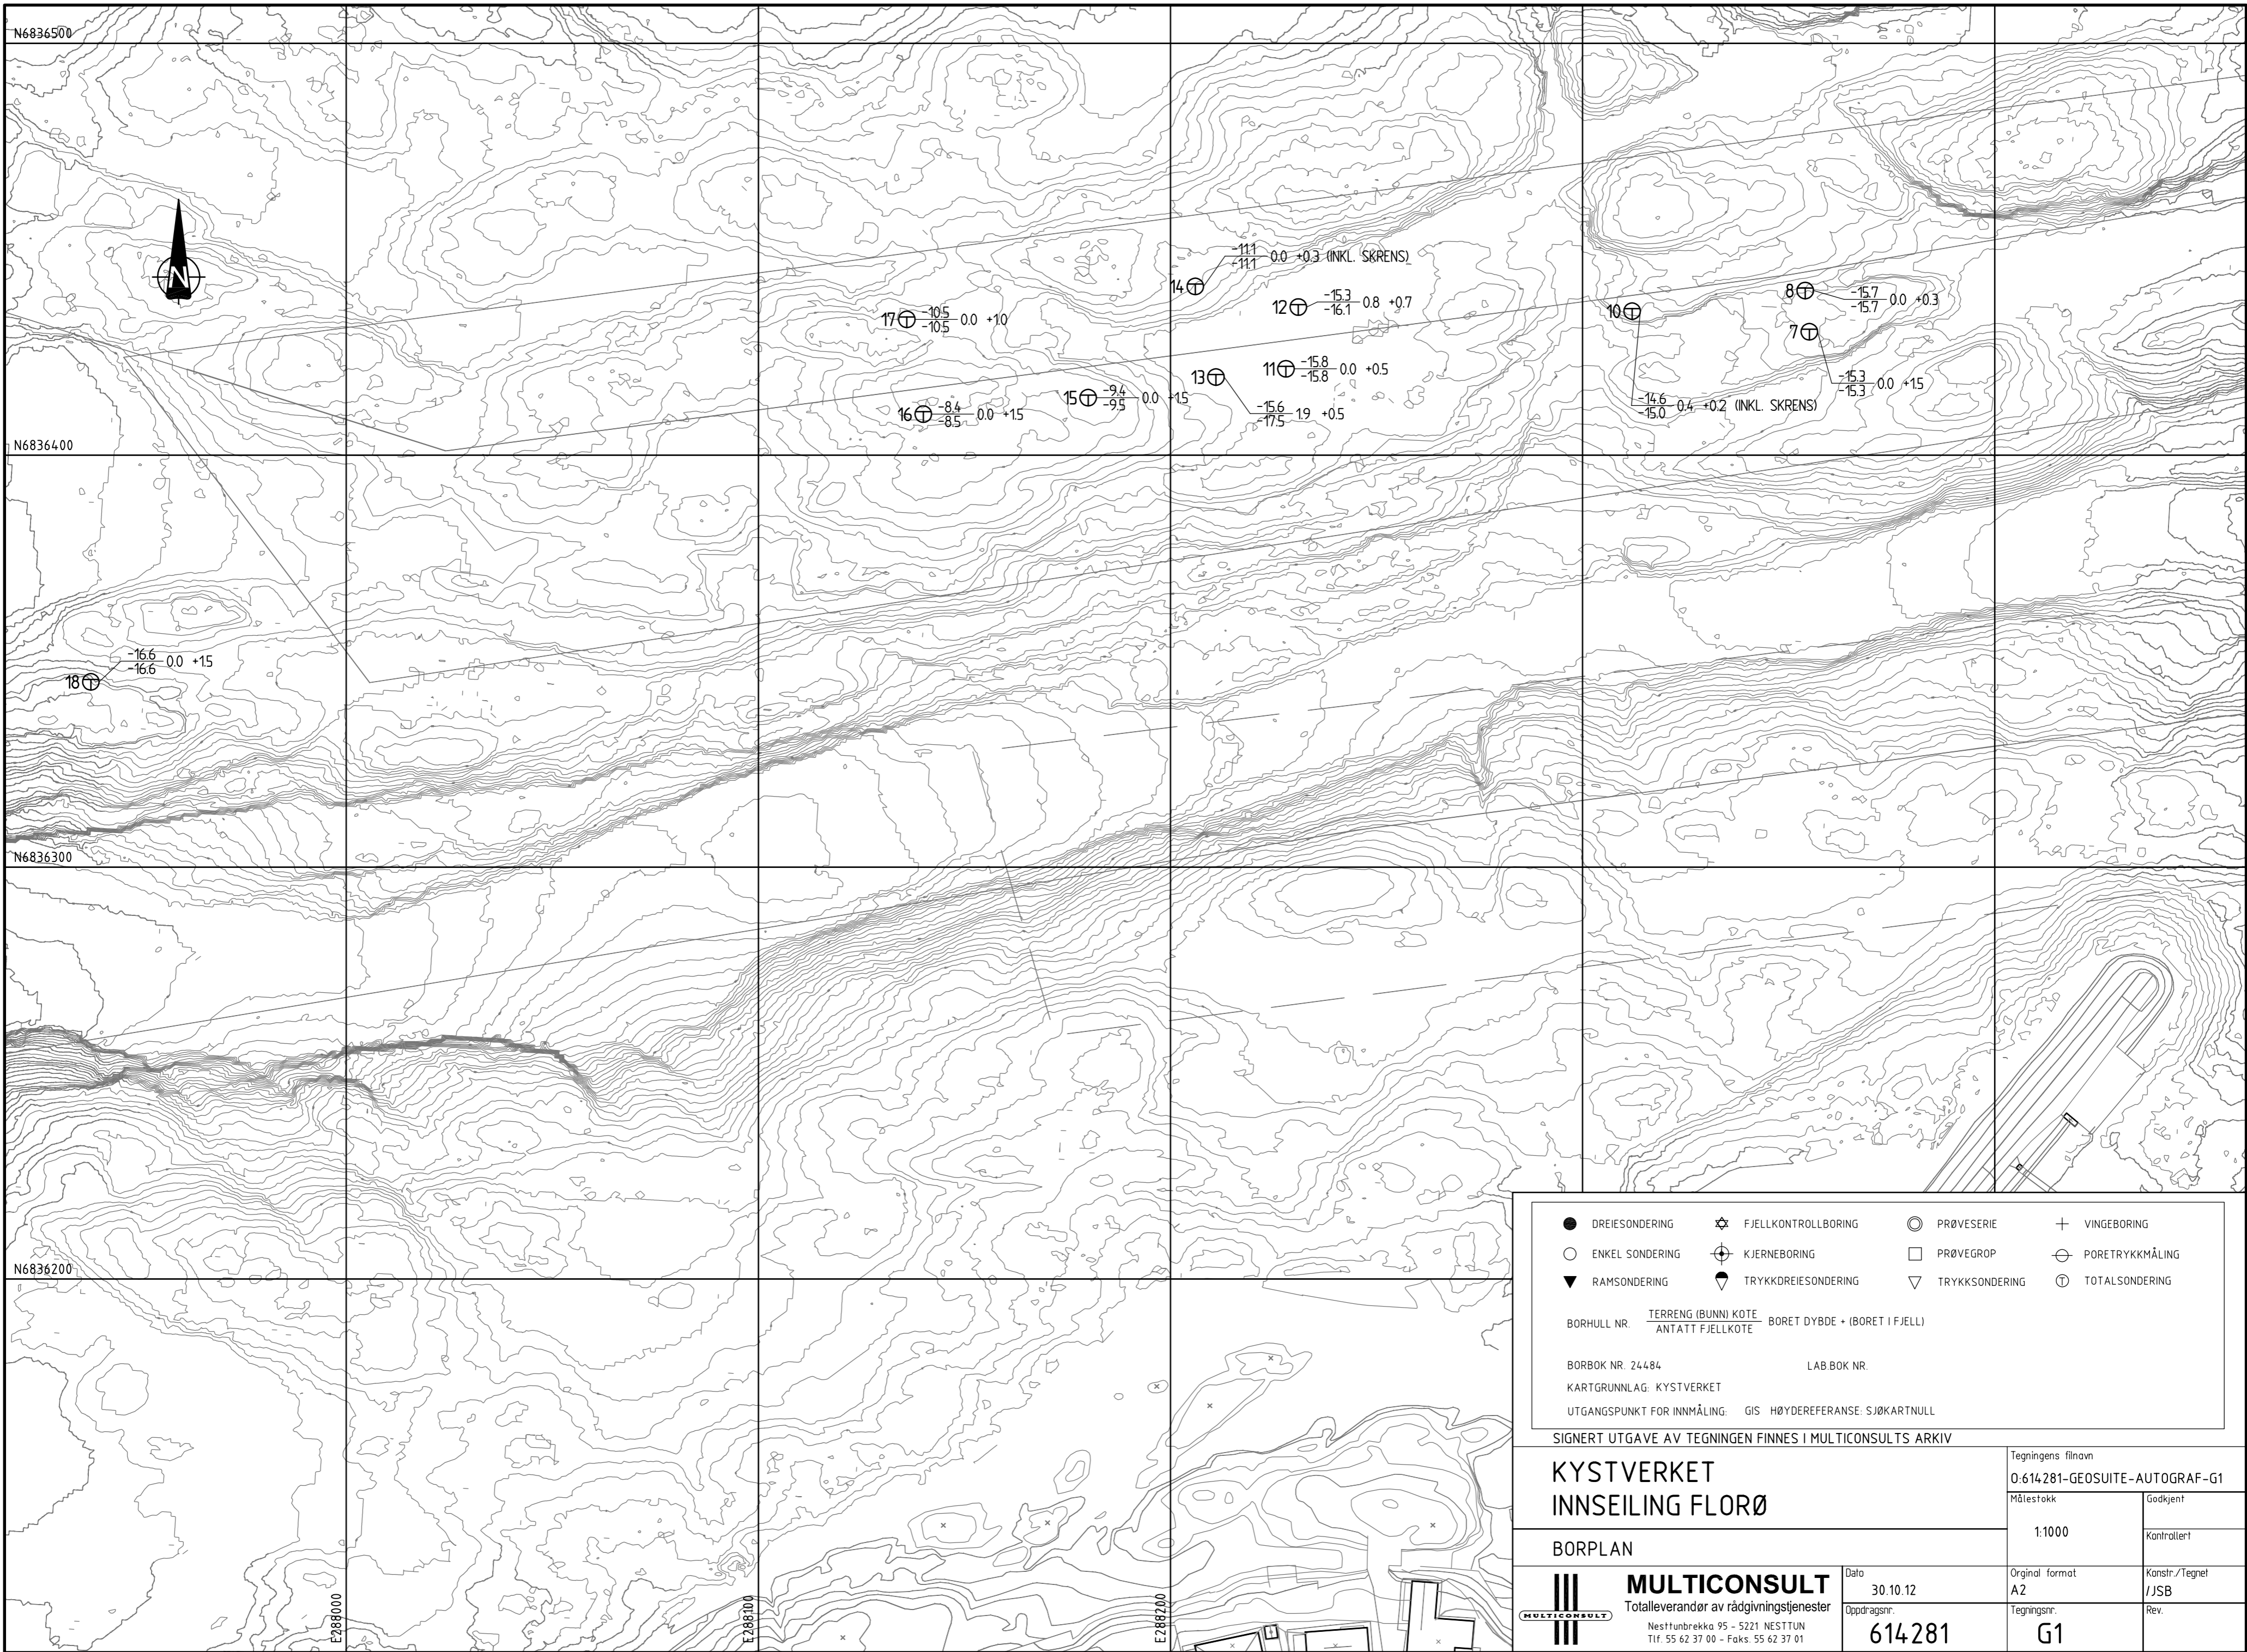 N6836500
N
14
-11.1
-11.1
0.0 +0.3 (INKL. SKRENS)
12
-15.3
-16.1
0.8 +0.7
17
-10.5
-10.5
0.0 +1.0
10
-14.6
-15.0
0.4 +0.2 (INKL. SKRENS)
8
-15.7
-15.7
0.0 +0.3
7
-15.3
-15.3
0.0 +1.5
11
-15.8
-15.8
0.0 +0.5
13
-15.6
-17.5
1.9 +0.5
15
-9.4
-9.5
0.0 +1.5
16
-8.4
-8.5
0.0 +1.5
N6836400
18
-16.6
-16.6
0.0 +1.5
N6836300
N6836200
E288000
E288100
E288200
DREIESONDERING
FJELLKONTROLLBORING
PRØVESERIE
VINGEBORING
ENKEL SONDERING
KJERNEBORING
PRØVEGROP
PORETRYKKMÅLING
RAMSONDERING
TRYKKDREIESONDERING
TRYKKSONDERING
TOTALSONDERING
BORHULL NR.
TERRENG (BUNN) KOTE
ANTATT FJELLKOTE
BORET DYBDE + (BORET I FJELL)
BORBOK NR. 24484
LAB.BOK NR.
KARTGRUNNLAG: KYSTVERKET
UTGANGSPUNKT FOR INNMÅLING: GIS HØYDEREFERANSE: SJØKARTNULL
SIGNERT UTGAVE AV TEGNINGEN FINNES I MULTICONSULTS ARKIV
KYSTVERKET
INNSEILING FLORØ
Tegningens filnavn
O:614281-GEOSUITE-AUTOGRAF-G1
Målestokk
1:1000
Godkjent
Kontrollert
BORPLAN
MULTICONSULT
MULTICONSULT
Totalleverandør av rådgivningstjenester
Nesttunbrekka 95 - 5221 NESTTUN
Tlf. 55 62 37 00 - Faks. 55 62 37 01
Dato
30.10.12
Orginal format
A2
Konstr./Tegnet
/JSB
Oppdragsnr.
614281
Tegningsnr.
G1
Rev.